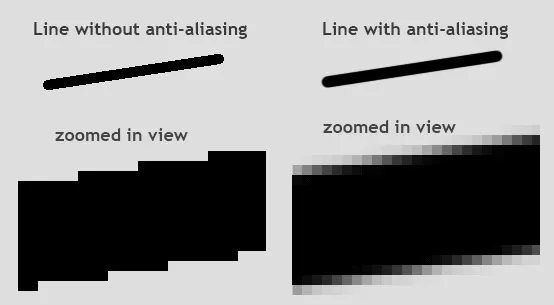 Line without anti-aliasing
Line with anti-aliasing
zoomed in view
zoomed in view